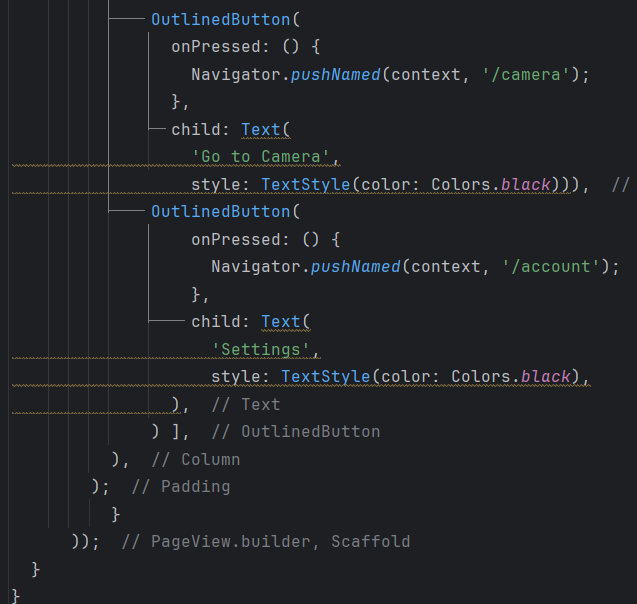 OutlinedButton(
onPressed: () {
Navigator.pushNamed(context, '/camera');
},
child: Text(
'Go to Camera',
style: TextStyle(color: Colors.black))), //
OutlinedButton(
onPressed: () {
Navigator.pushNamed(context, '/account');
},
child: Text(
'Settings',
style: TextStyle(color: Colors.black),
), // Text
) ], // OutlinedButton
), // Column
); // Padding
}
)); // PageView.builder, Scaffold
}
}